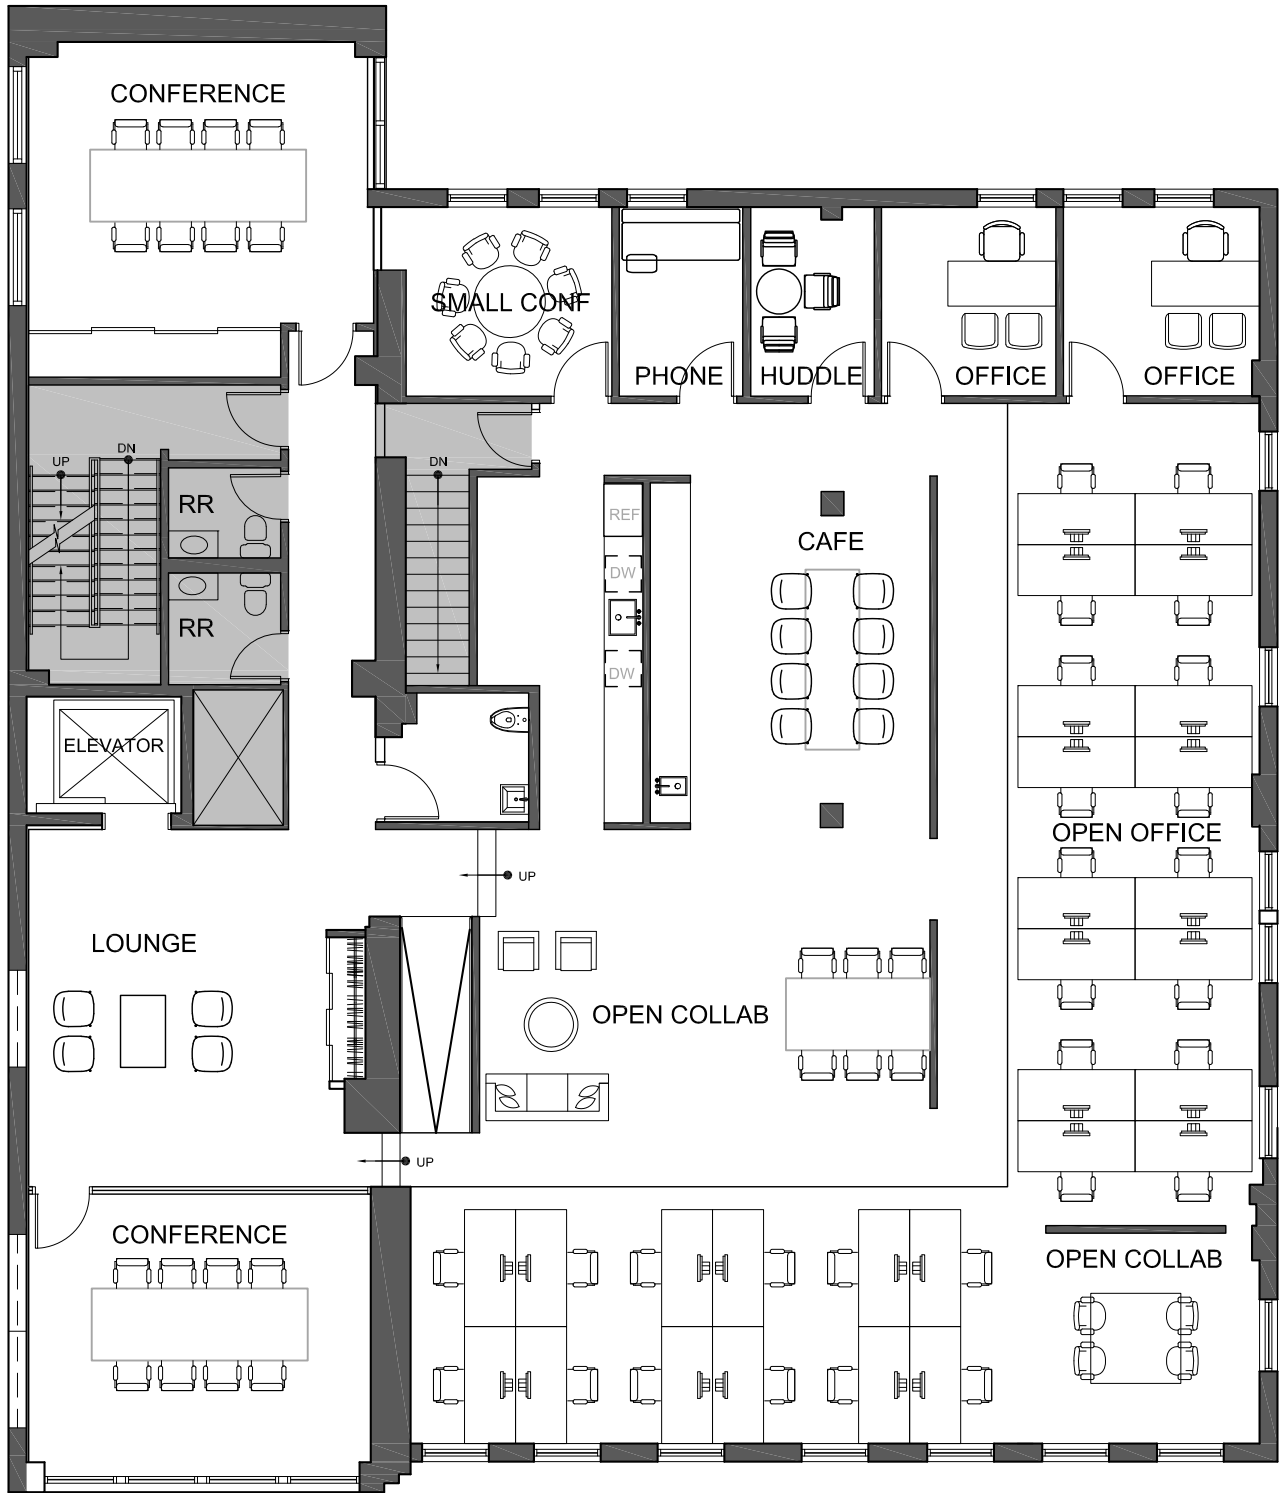 CONFERENCE
SMALL CONF
PHONE
HUDDLE
OFFICE
OFFICE
UP
DN
DN
RR
REF
CAFE
DW
RR
DW
ELEVATOR
OPEN OFFICE
UP
LOUNGE
OPEN COLLAB
UP
CONFERENCE
OPEN COLLAB